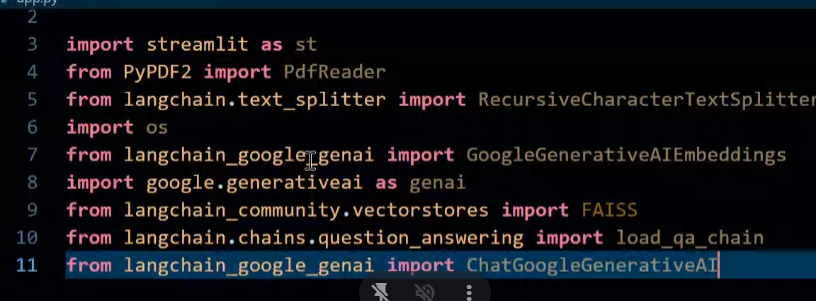 app.py
2
3 import streamlit as st
4 from PyPDF2 import PdfReader
5 from langchain.text_splitter import RecursiveCharacterTextSplitter
6 import os
7 from langchain_google_genai import GoogleGenerativeAIEmbeddings
8 import google.generativeai as genai
9 from langchain_community.vectorstores import FAISS
10 from langchain.chains.question_answering import load_qa_chain
11 from langchain_google_genai import ChatGoogleGenerativeAI